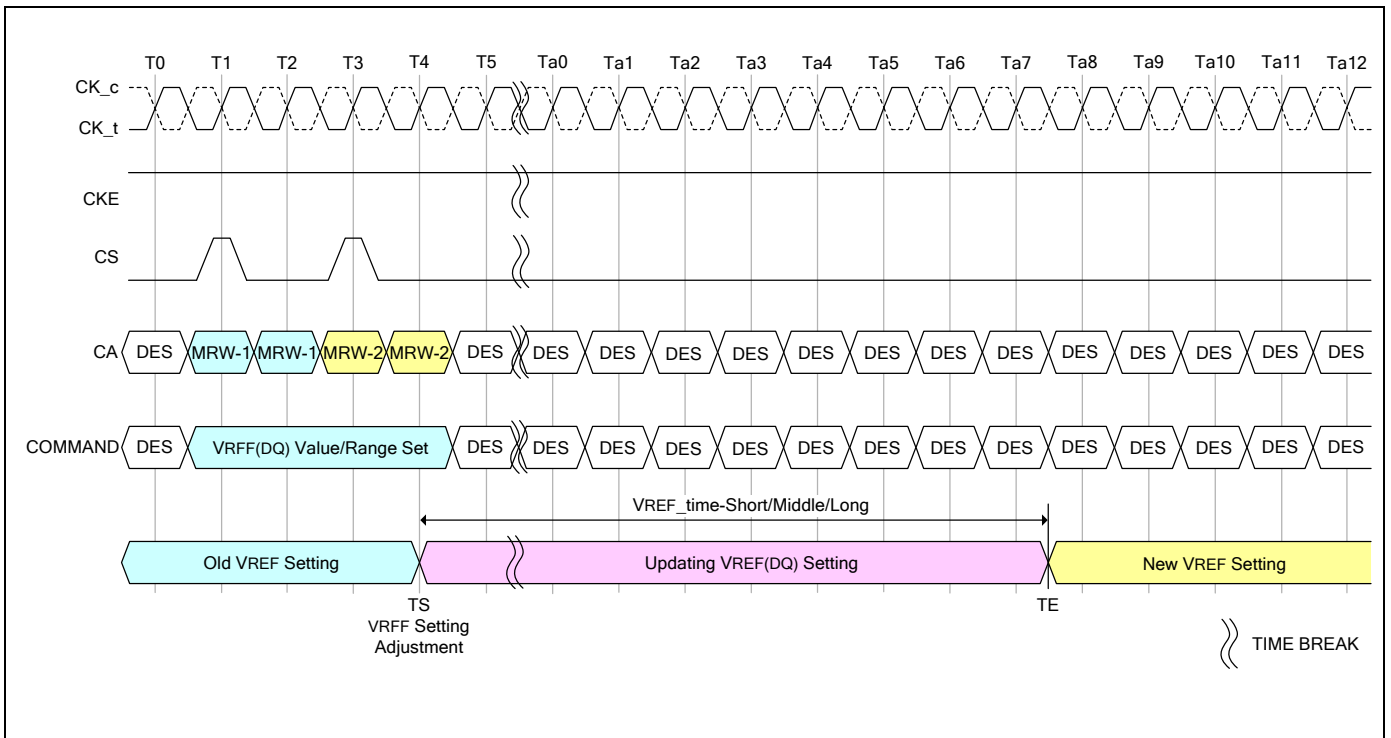 T0 T1 T2 T3 T4 T5 Ta0 Ta1 Ta2 Ta3 Ta4 Ta5 Ta6 Ta7 Ta8 Ta9 Ta10 Ta11 Ta12
CK_c
CK_t
CKE
CS
CA DES MRW-1 MRW-1 MRW-2 MRW-2 DES DES DES DES DES DES DES DES DES DES DES DES DES DES
COMMAND DES VRFF(DQ) Value/Range Set DES DES DES DES DES DES DES DES DES DES DES DES DES DES
VREF_time-Short/Middle/Long
Old VREF Setting Updating VREF(DQ) Setting New VREF Setting
TS TE
VRFF Setting
Adjustment
TIME BREAK